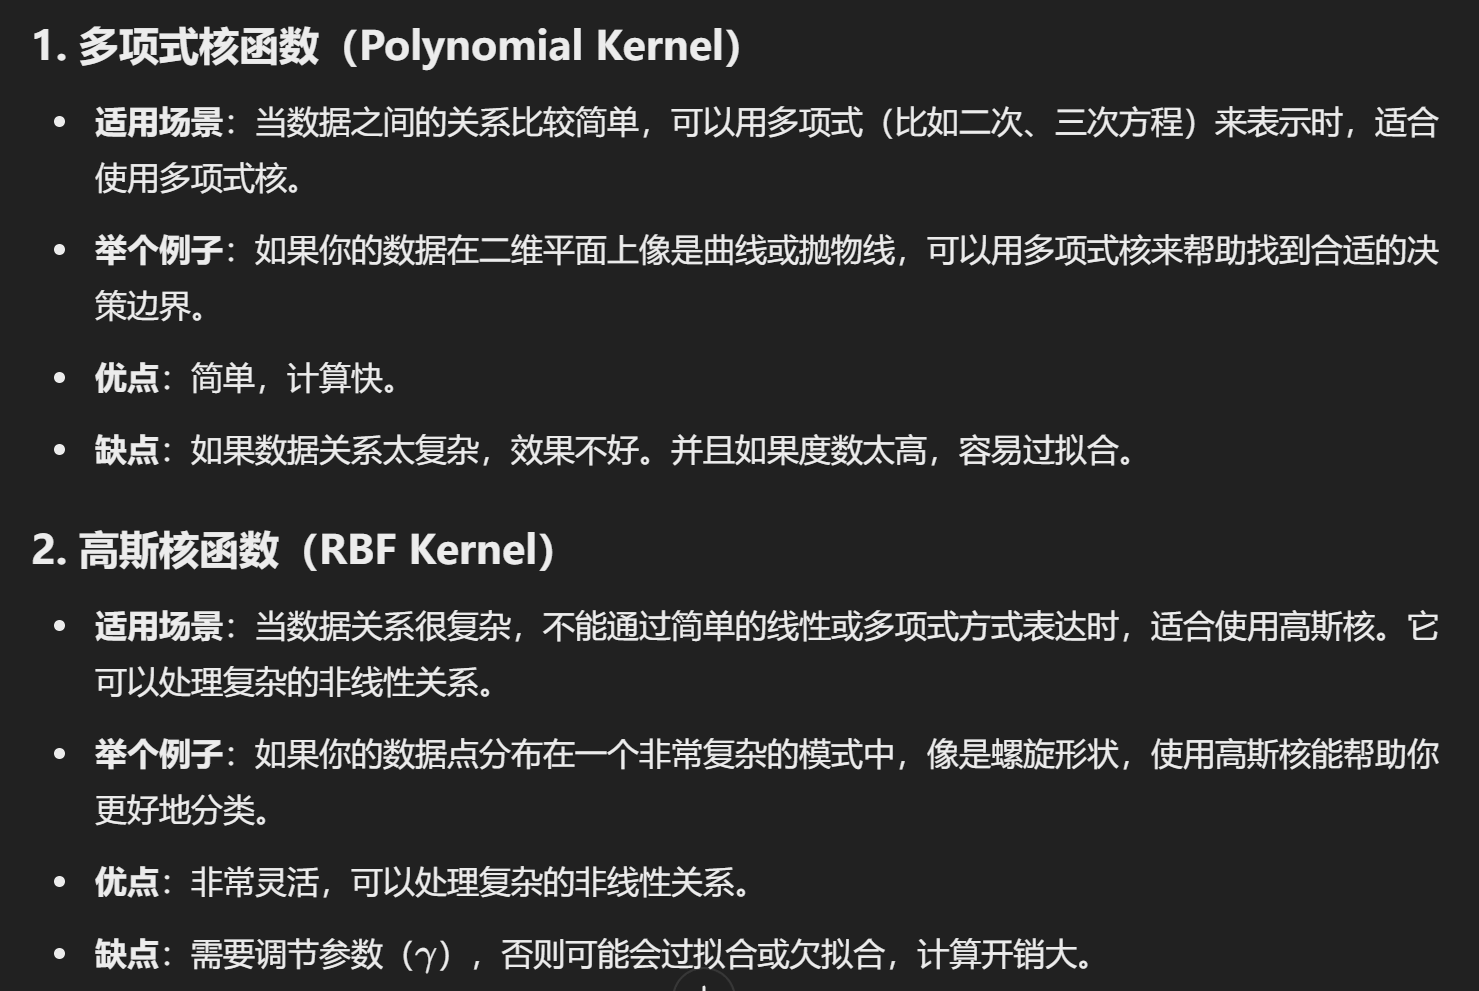 1. 多项式核函数（Polynomial Kernel）
• 适用场景：当数据之间的关系比较简单，可以用多项式（比如二次、三次方程）来表示时，适合
使用多项式核。
• 举个例子：如果你的数据在二维平面上像是曲线或抛物线，可以用多项式核来帮助找到合适的决
策边界。
• 优点：简单，计算快。
• 缺点：如果数据关系太复杂，效果不好。并且如果度数太高，容易过拟合。
2. 高斯核函数（RBF Kernel）
• 适用场景：当数据关系很复杂，不能通过简单的线性或多项式方式表达时，适合使用高斯核。它
可以处理复杂的非线性关系。
• 举个例子：如果你的数据点分布在一个非常复杂的模式中，像是螺旋形状，使用高斯核能帮助你
更好地分类。
• 优点：非常灵活，可以处理复杂的非线性关系。
• 缺点：需要调节参数（γ），否则可能会过拟合或欠拟合，计算开销大。